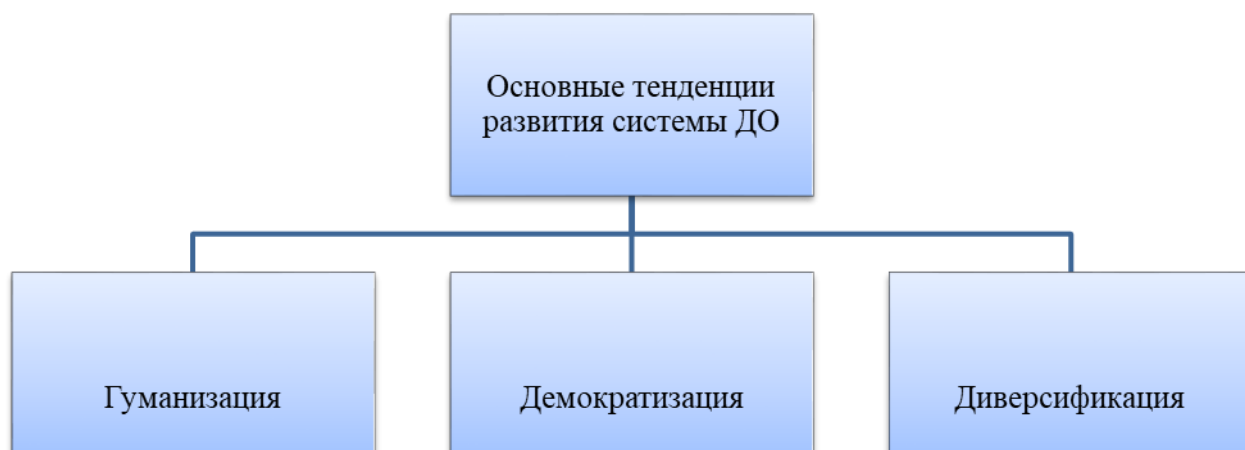 Основные тенденции
развития системы ДО
Гуманизация
Демократизация
Диверсификация